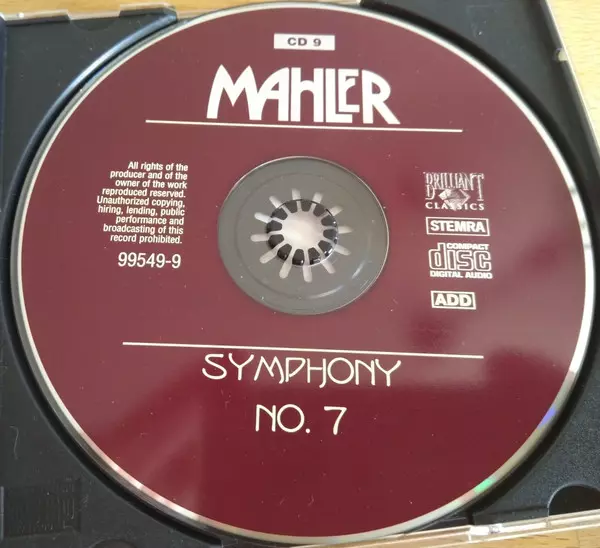 CD 9
MAHLER
All rights of the
producer and of the
owner of the work
reproduced reserved.
Unauthorized copying,
hiring, lending, public
performance and
broadcasting of this
record prohibited.
99549-9
BRILLIANT
CLASSICS
STEMRA
COMPACT
disc
DIGITAL AUDIO
ADD
SYMPHONY
NO. 7